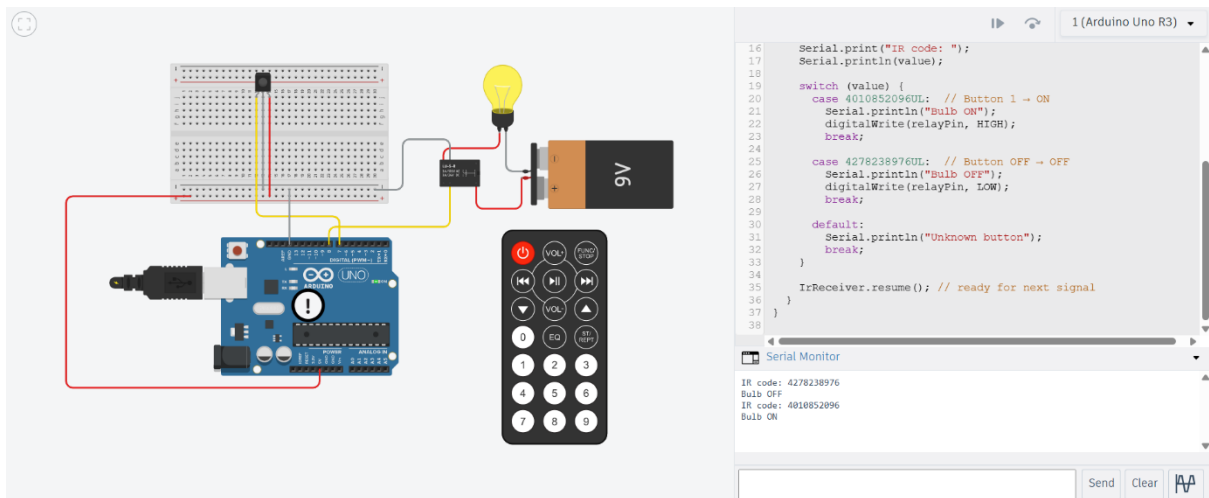 1 (Arduino Uno R3)
16 Serial.print("IR code: ");
17 Serial.println(value);
18
19 switch (value) {
20 case 4010852096UL: // Button 1 → ON
21 Serial.println("Bulb ON");
22 digitalWrite(relayPin, HIGH);
23 break;
24
25 case 4278238976UL: // Button OFF → OFF
26 Serial.println("Bulb OFF");
27 digitalWrite(relayPin, LOW);
28 break;
29
30 default:
31 Serial.println("Unknown button");
32 break;
33 }
34
35 IrReceiver.resume(); // ready for next signal
36 }
37 }
38
Serial Monitor
IR code: 4278238976
Bulb OFF
IR code: 4010852096
Bulb ON
Send Clear
9V
DIGITAL (PWM~)
UNO
ARDUINO
POWER ANALOG IN
VOL+ FUNC/STOP
VOL-
0 EQ ST/REPT
1 2 3
4 5 6
7 8 9